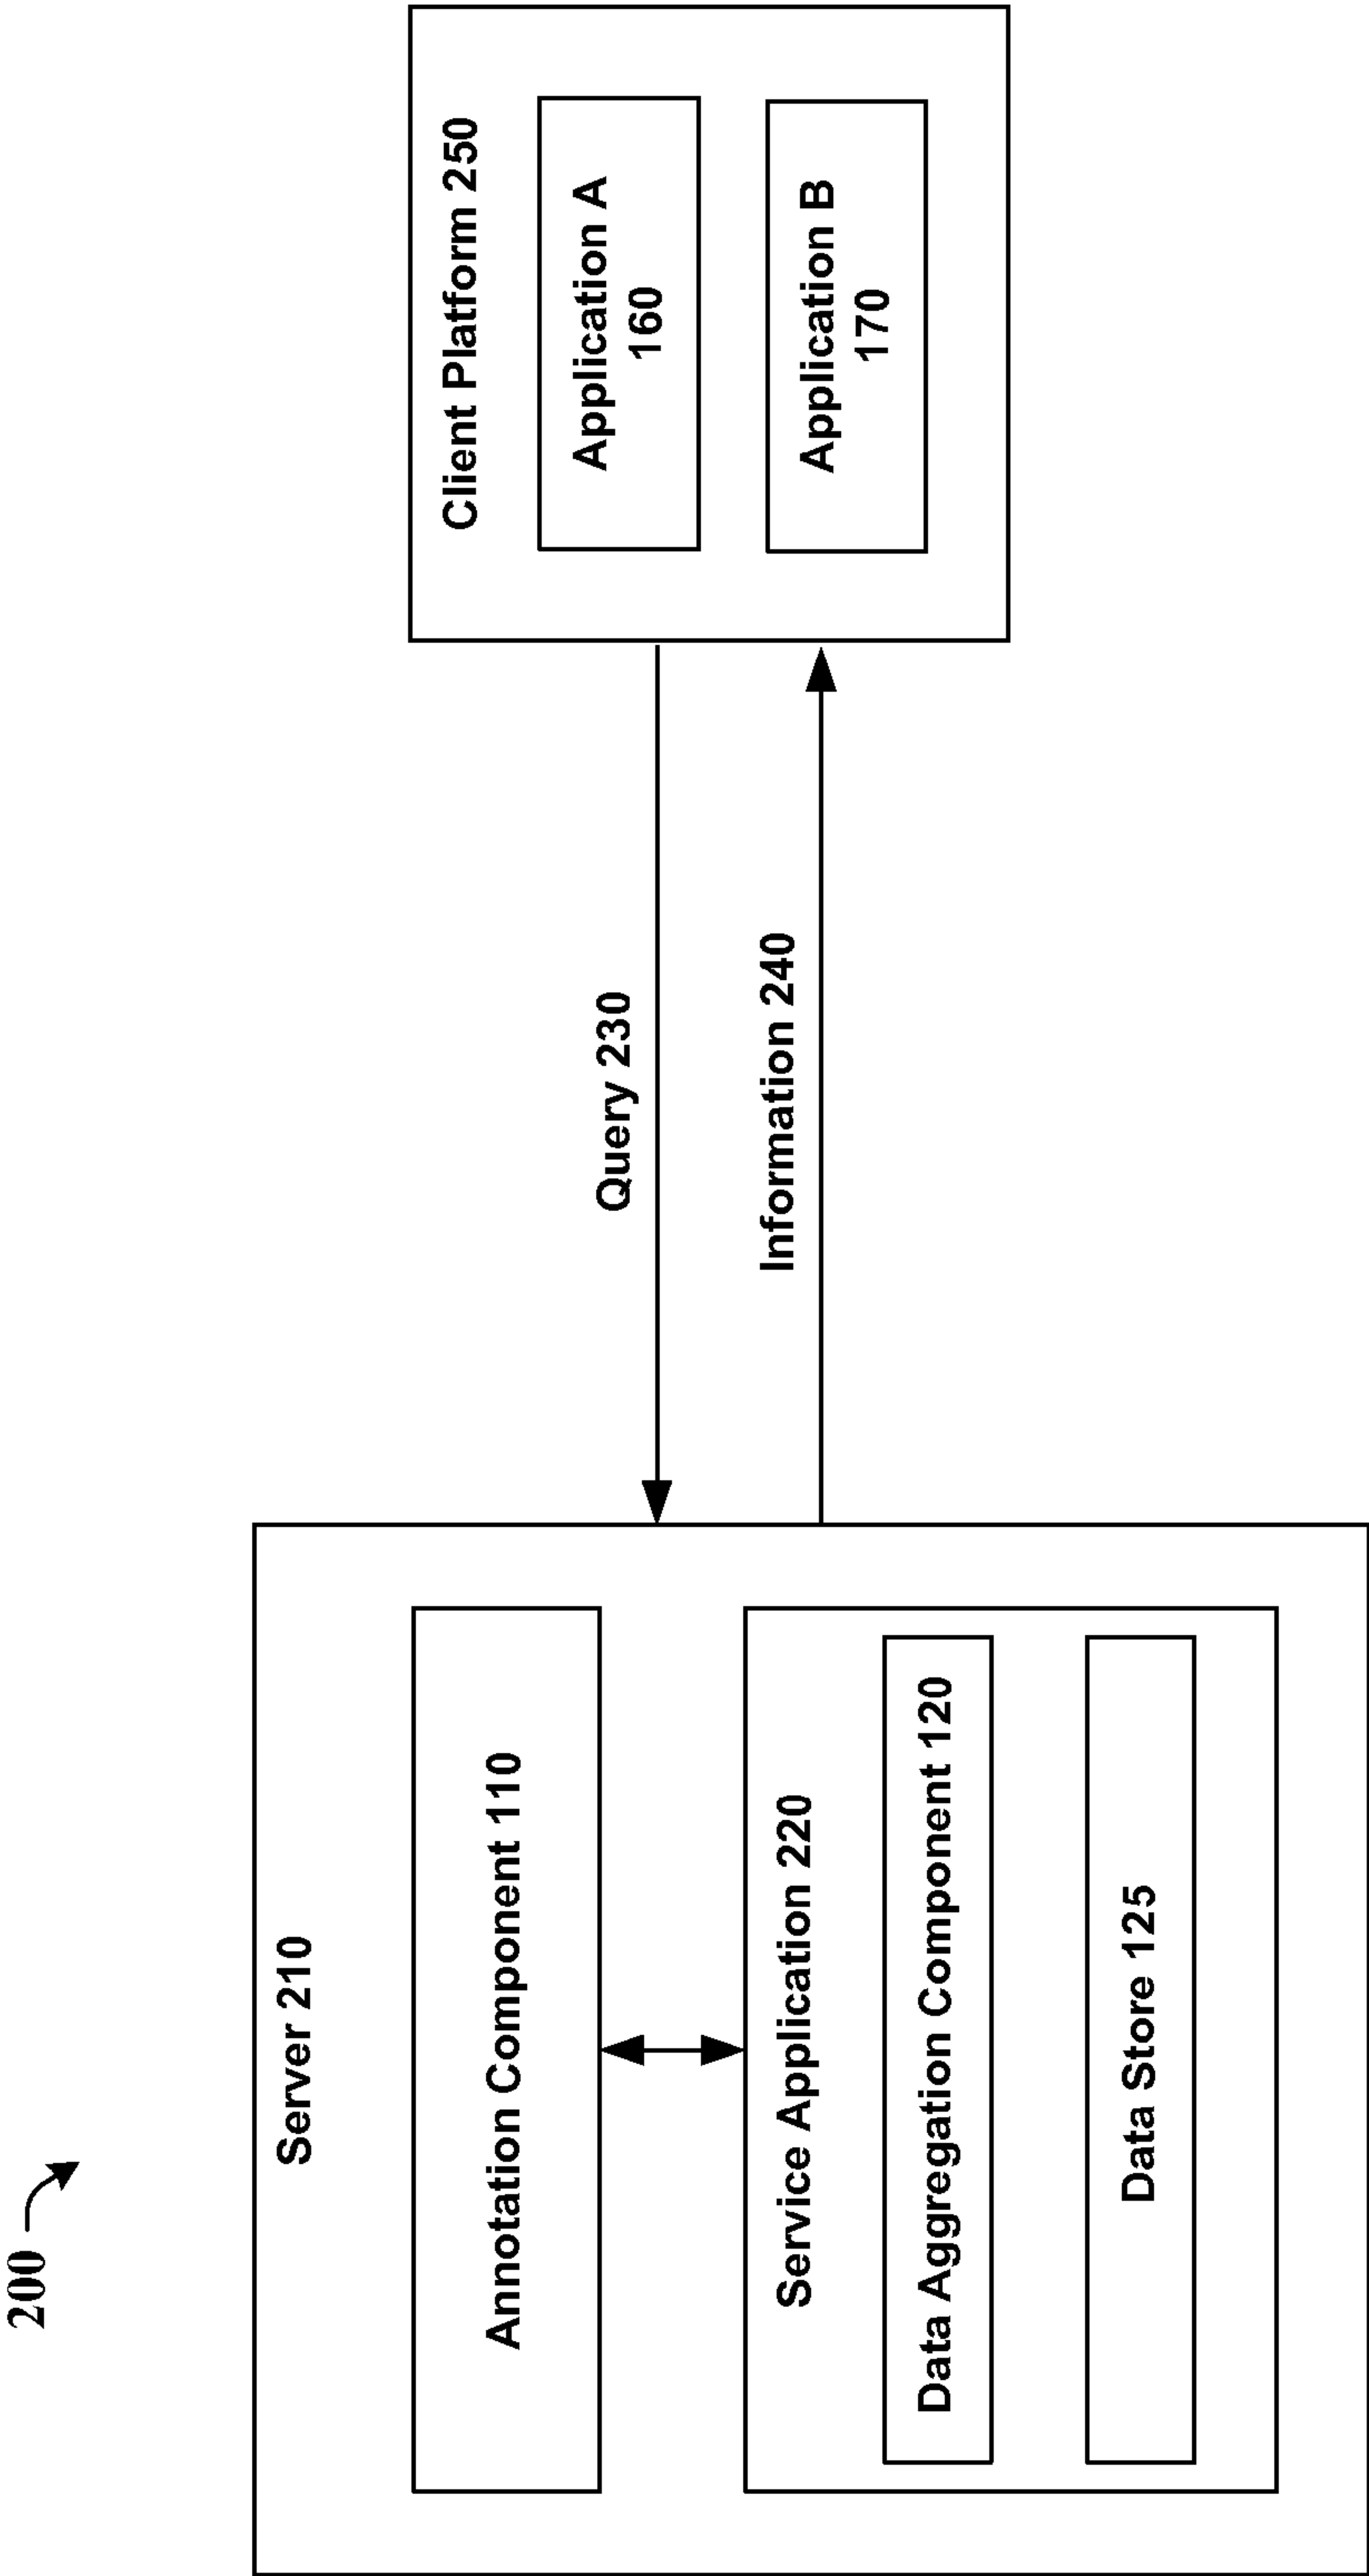 200
Server 210
Annotation Component 110
Service Application 220
Data Aggregation Component 120
Data Store 125
Query 230
Information 240
Client Platform 250
Application A
160
Application B
170